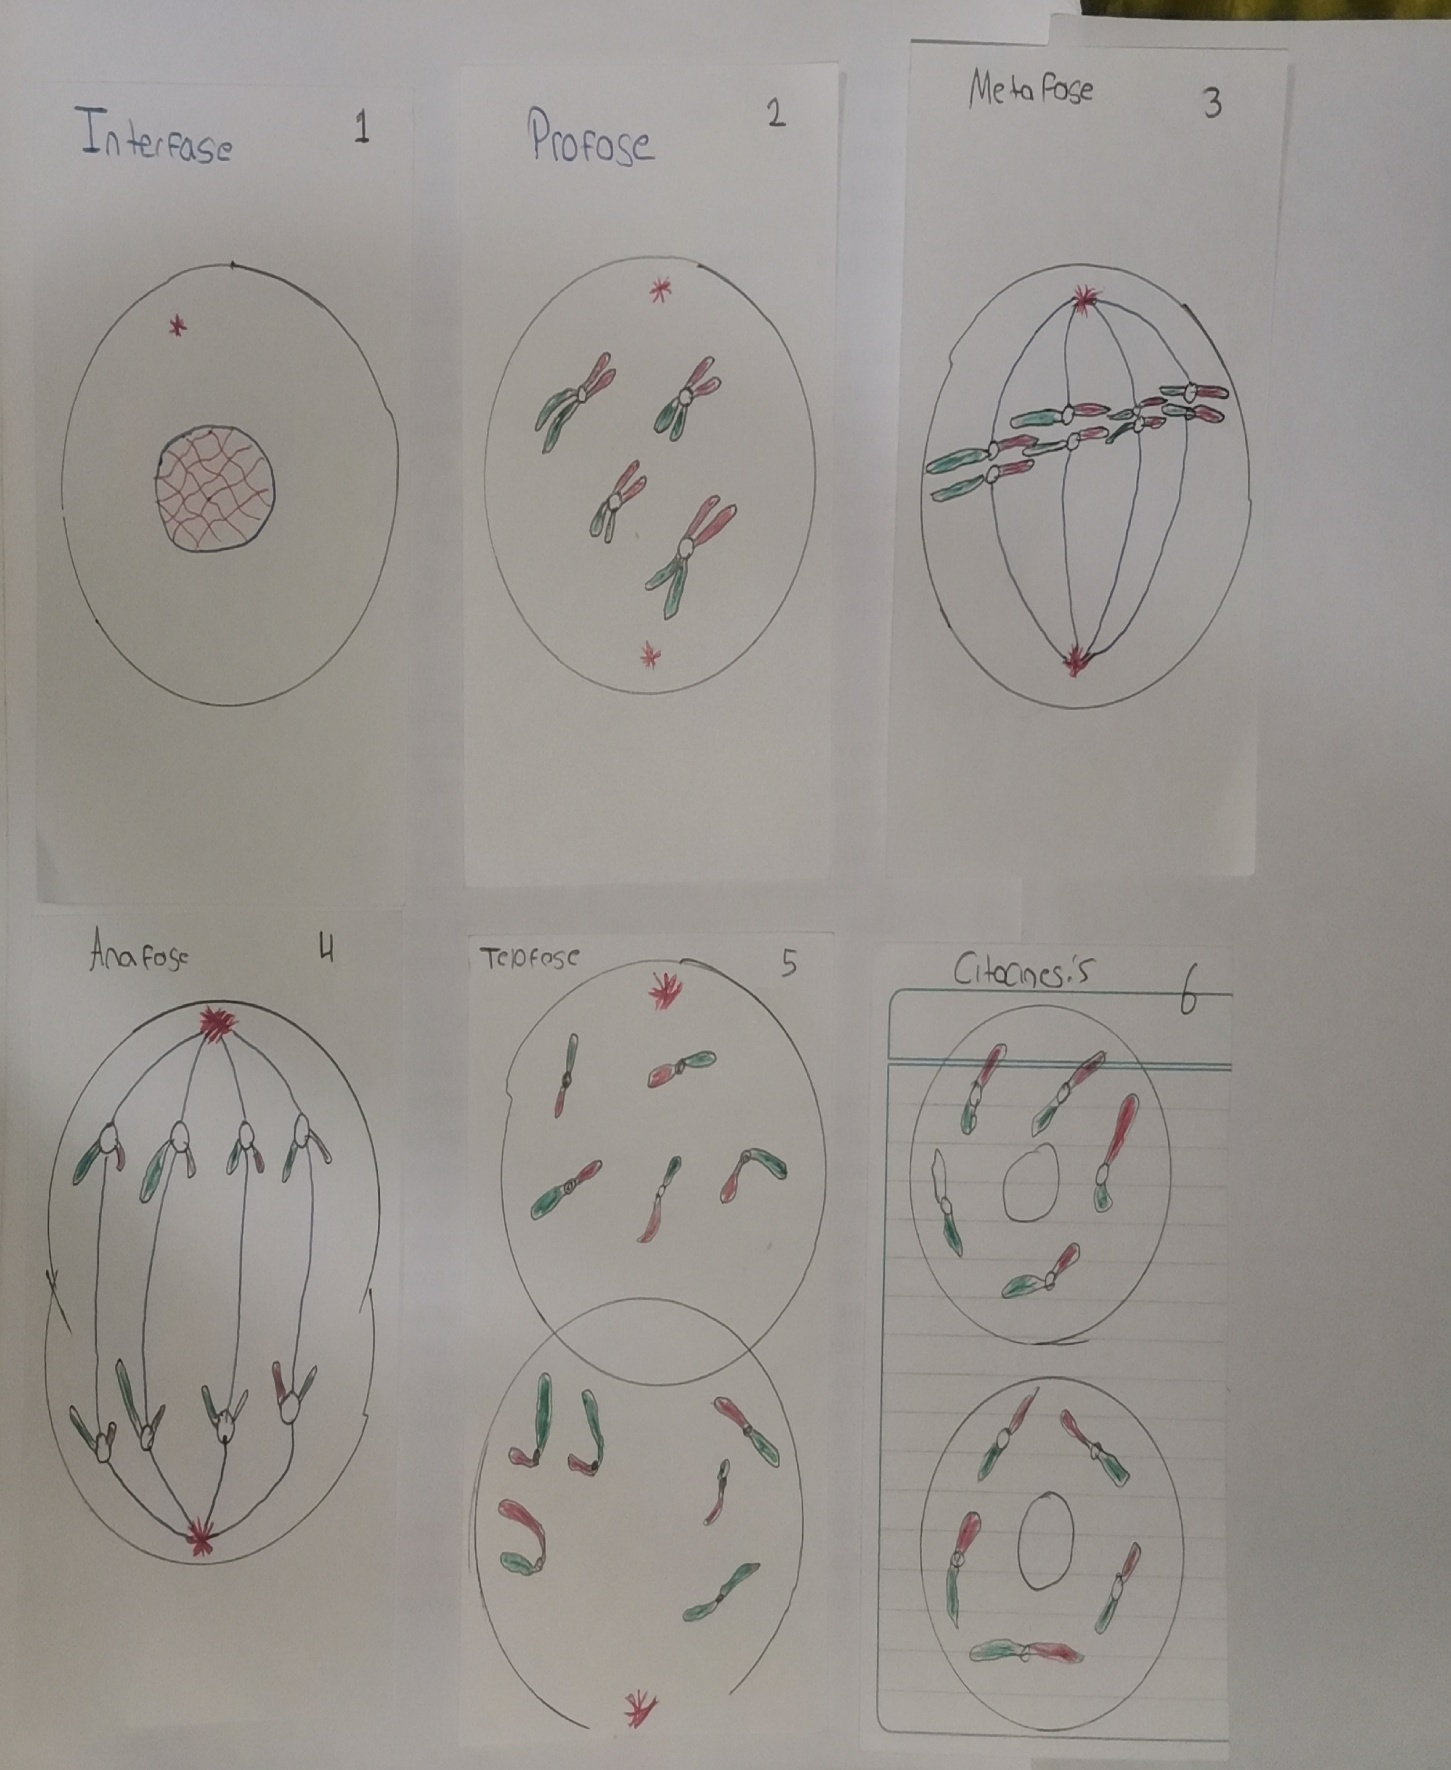 Interfase 1
Profase 2
Metafase 3
Anafase 4
Telofase 5
Citocinesis 6